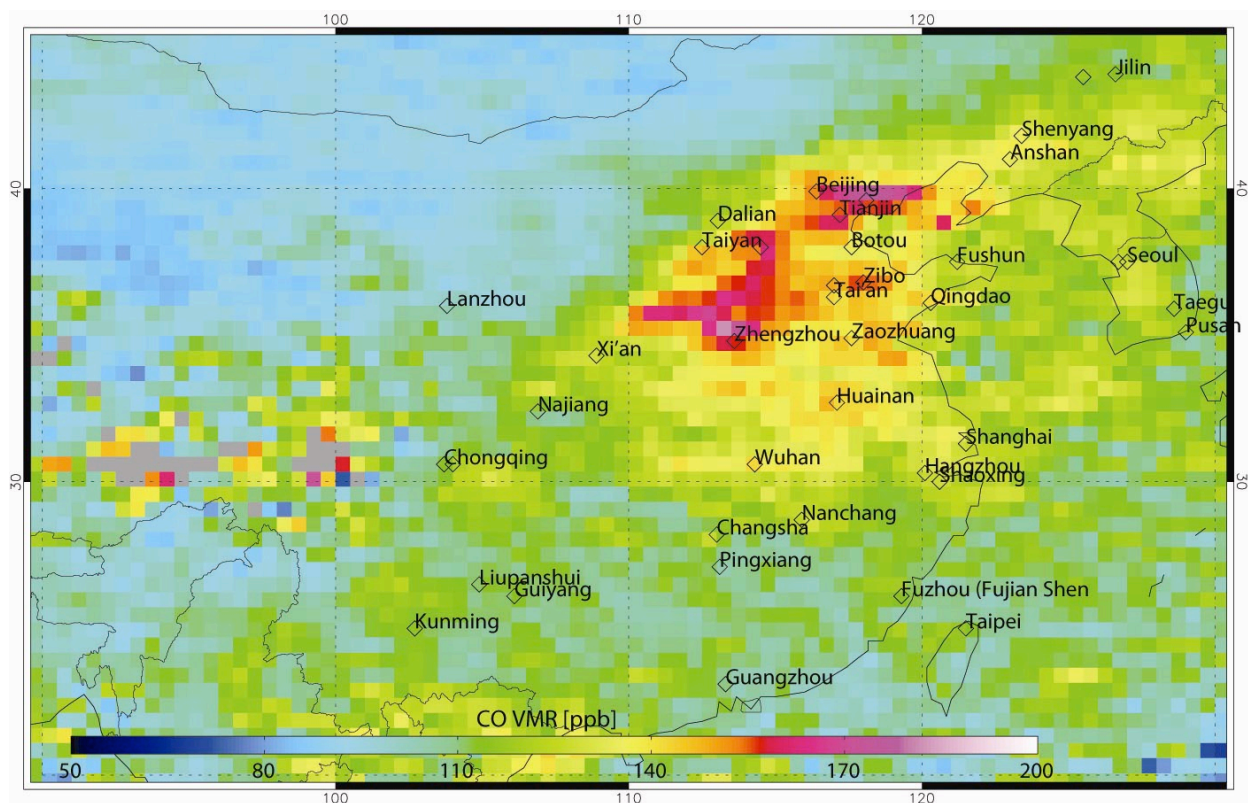 100 110 120
Jilin
Shenyang
Anshan
40 40
Beijing
Tianjin
Dalian
Taiyan Botou
Fushun Seoul
Zibo
Tai'an
Lanzhou Qingdao Taegu
Zhengzhou Zaozhuang Pusan
Xi'an
Najiang Huainan
Shanghai
Chongqing Wuhan Hangzhou
Shaoxing
30 30
Nanchang
Changsha
Pingxiang
Liupanshui
Guiyang Fuzhou (Fujian Shen
Kunming Taipei
Guangzhou
CO VMR [ppb]
50 80 110 140 170 200
100 110 120